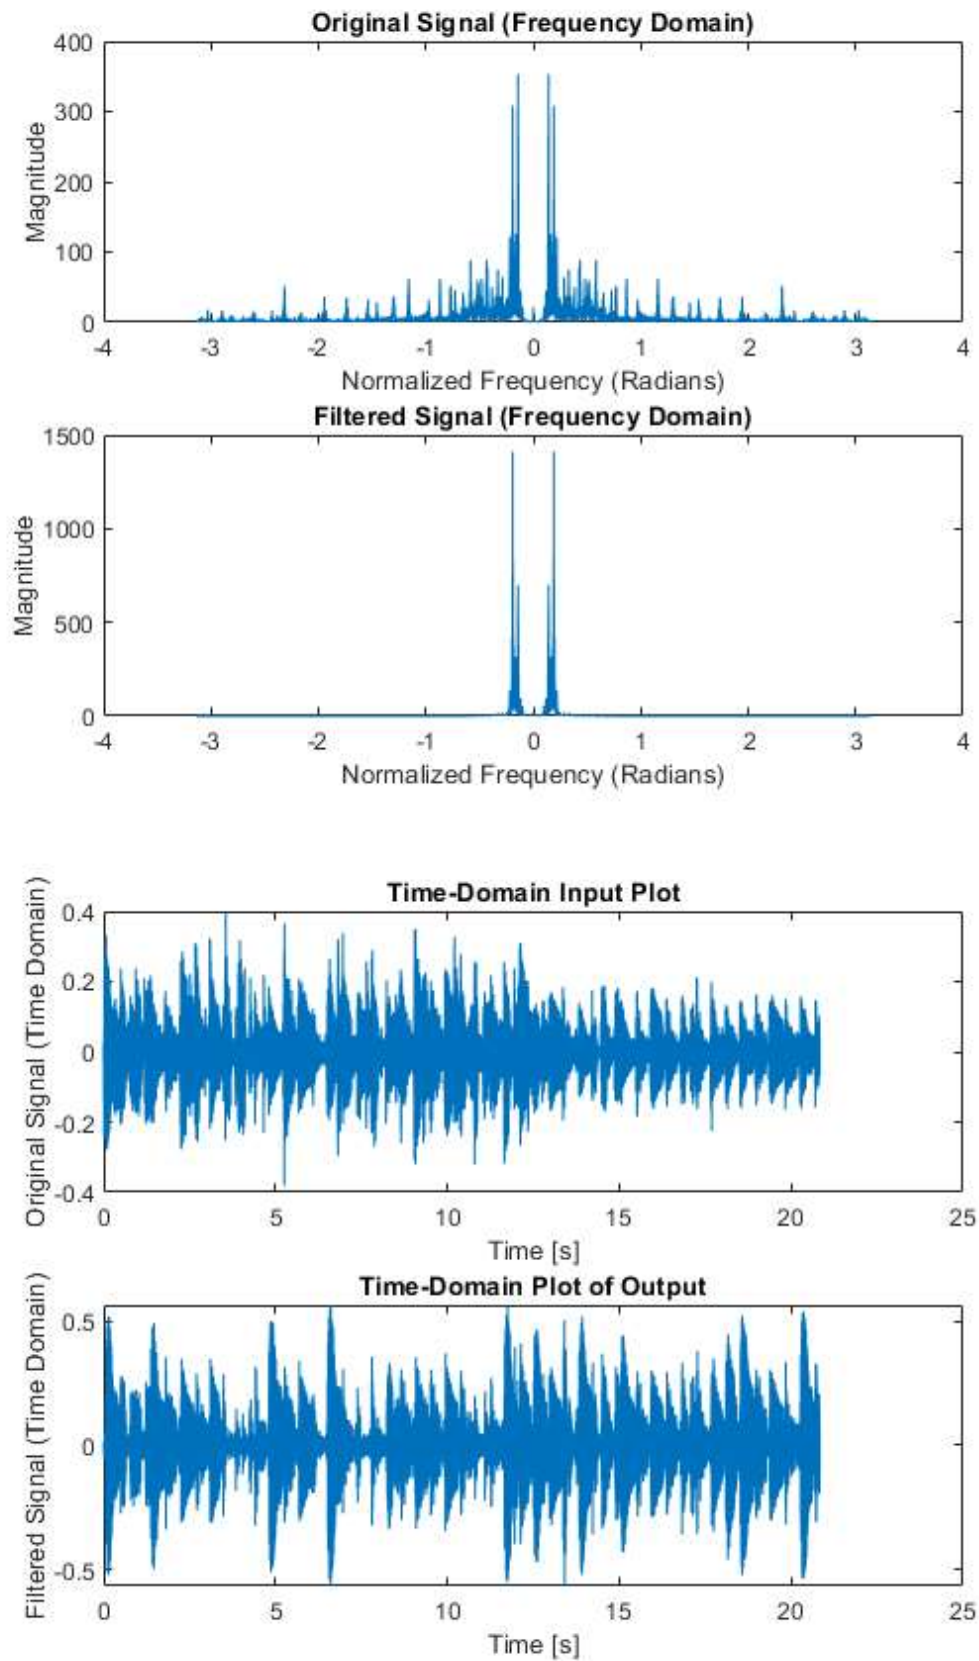 Original Signal (Frequency Domain)
400
300
200
100
0
Magnitude
-4 -3 -2 -1 0 1 2 3 4
Normalized Frequency (Radians)
Filtered Signal (Frequency Domain)
1500
1000
500
0
Magnitude
-4 -3 -2 -1 0 1 2 3 4
Normalized Frequency (Radians)
Time-Domain Input Plot
0.4
0.2
0
-0.2
-0.4
Original Signal (Time Domain)
0 5 10 15 20 25
Time [s]
Time-Domain Plot of Output
0.5
0
-0.5
Filtered Signal (Time Domain)
0 5 10 15 20 25
Time [s]